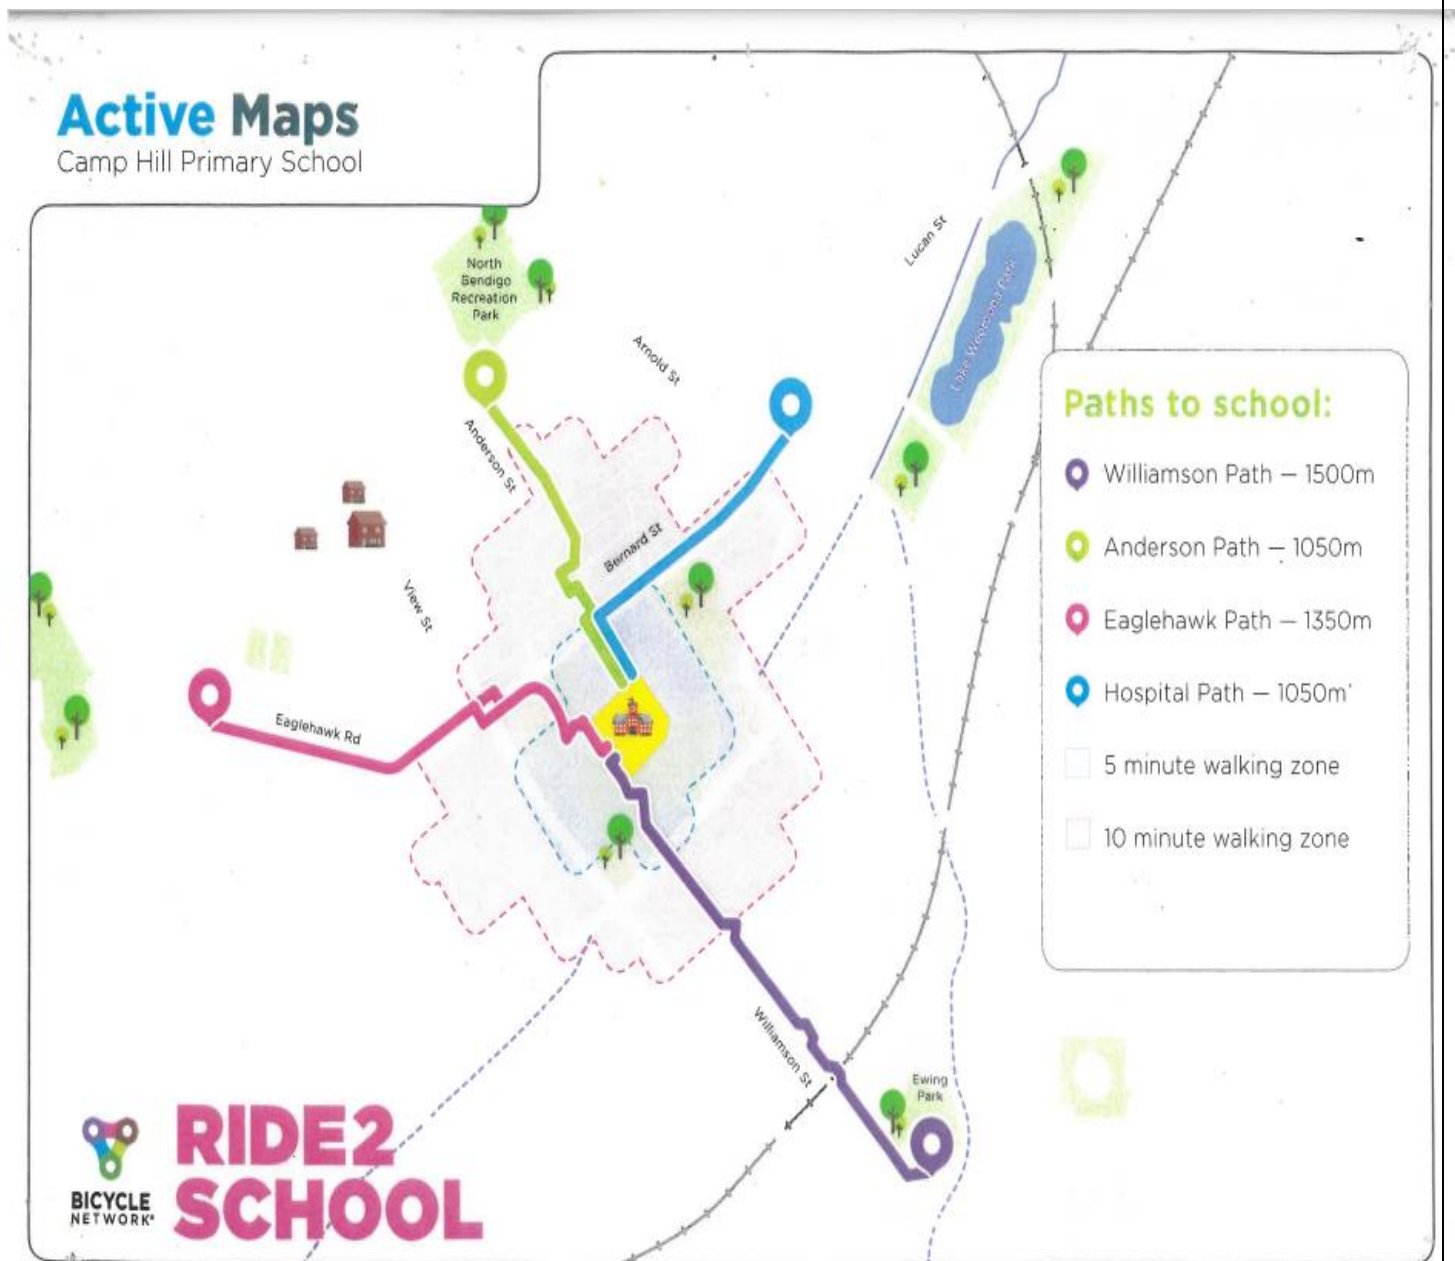 Active Maps
Camp Hill Primary School
North
Bendigo
Recreation
Park
Lucan St
Lake Weeroona Park
Arnold St
Anderson St
Bernard St
View St
Eaglehawk Rd
Williamson St
Ewing
Park
Paths to school:
Williamson Path – 1500m
Anderson Path – 1050m
Eaglehawk Path – 1350m
Hospital Path – 1050m
5 minute walking zone
10 minute walking zone
BICYCLE
NETWORK®
RIDE2
SCHOOL